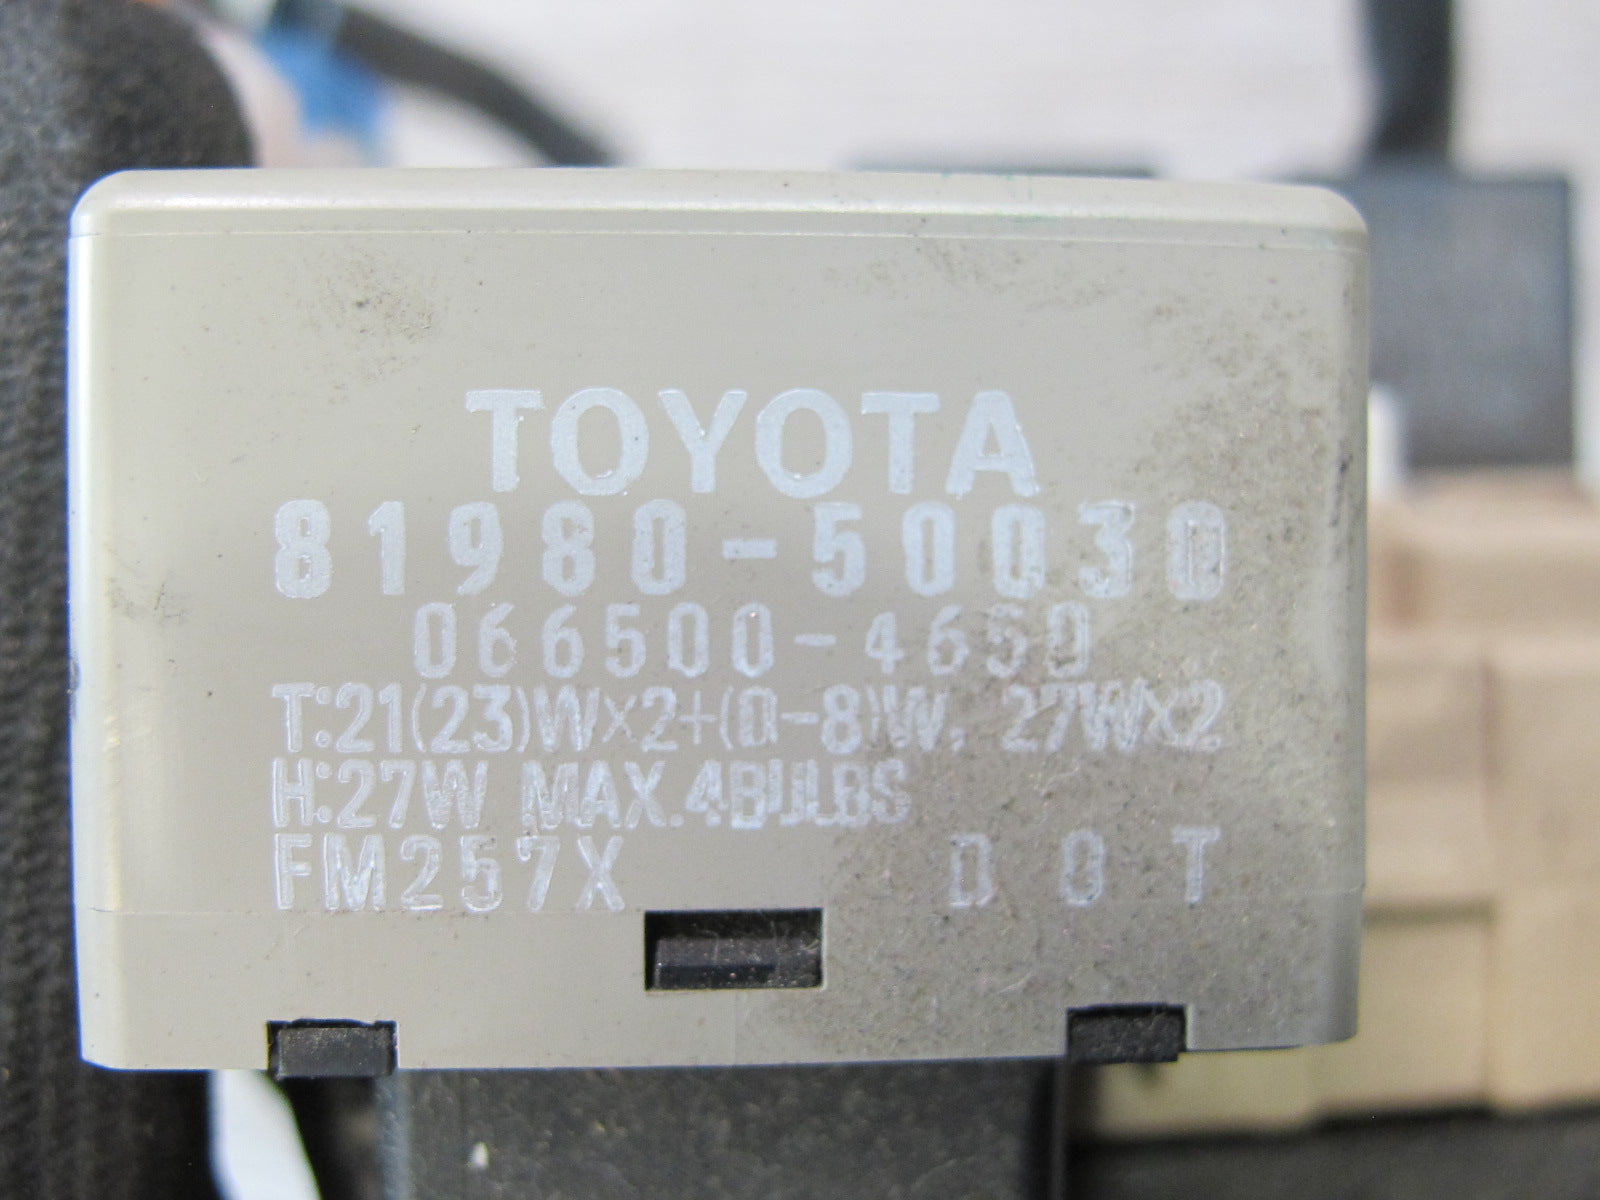 TOYOTA
81980-50030
066500-4650
T:21(23)W×2+(0-8)W, 27W×2
H:27W MAX.4BULBS
FM257X DOT